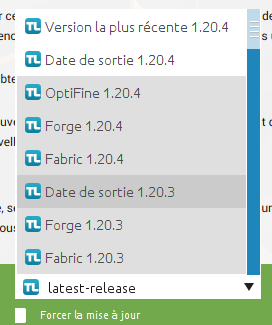 Version la plus récente 1.20.4
Date de sortie 1.20.4
OptiFine 1.20.4
Forge 1.20.4
Fabric 1.20.4
Date de sortie 1.20.3
Forge 1.20.3
Fabric 1.20.3
latest-release
Forcer la mise à jour